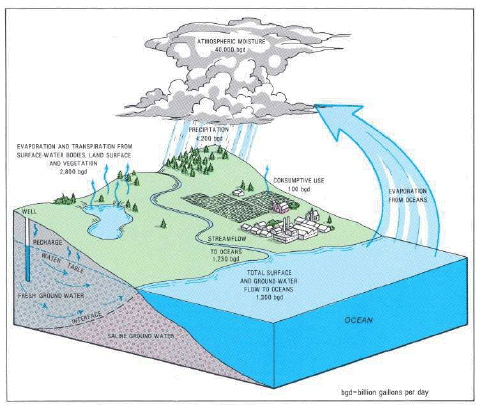 ATMOSPHERIC MOISTURE
40,000 bgd
PRECIPITATION
4,200 bgd
EVAPORATION AND TRANSPIRATION FROM
SURFACE-WATER BODIES, LAND SURFACE
AND VEGETATION
2,800 bgd
CONSUMPTIVE USE
100 bgd
EVAPORATION
FROM OCEANS
WELL
RECHARGE
WATER TABLE
STREAMFLOW
TO OCEANS
1,230 bgd
TOTAL SURFACE
AND GROUND-WATER
FLOW TO OCEANS
1,300 bgd
FRESH GROUND WATER
INTERFACE
SALINE GROUND WATER
OCEAN
bgd=billion gallons per day